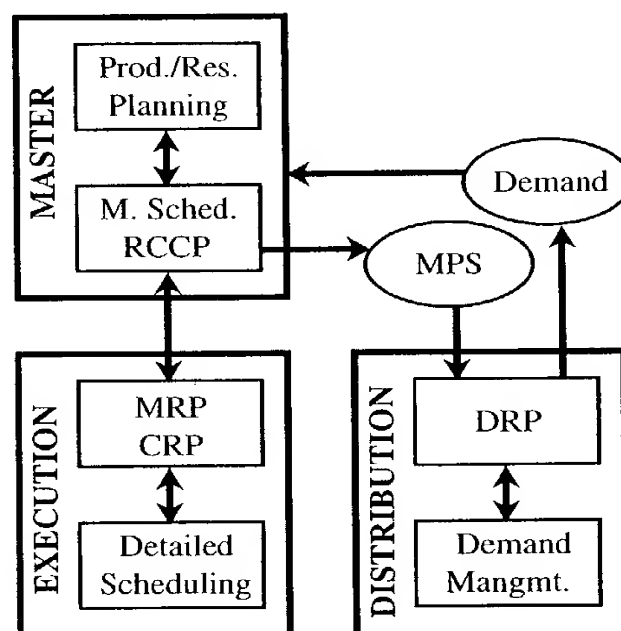 MASTER
Prod./Res.
Planning
M. Sched.
RCCP
Demand
MPS
EXECUTION
MRP
CRP
Detailed
Scheduling
DISTRIBUTION
DRP
Demand
Mangmt.